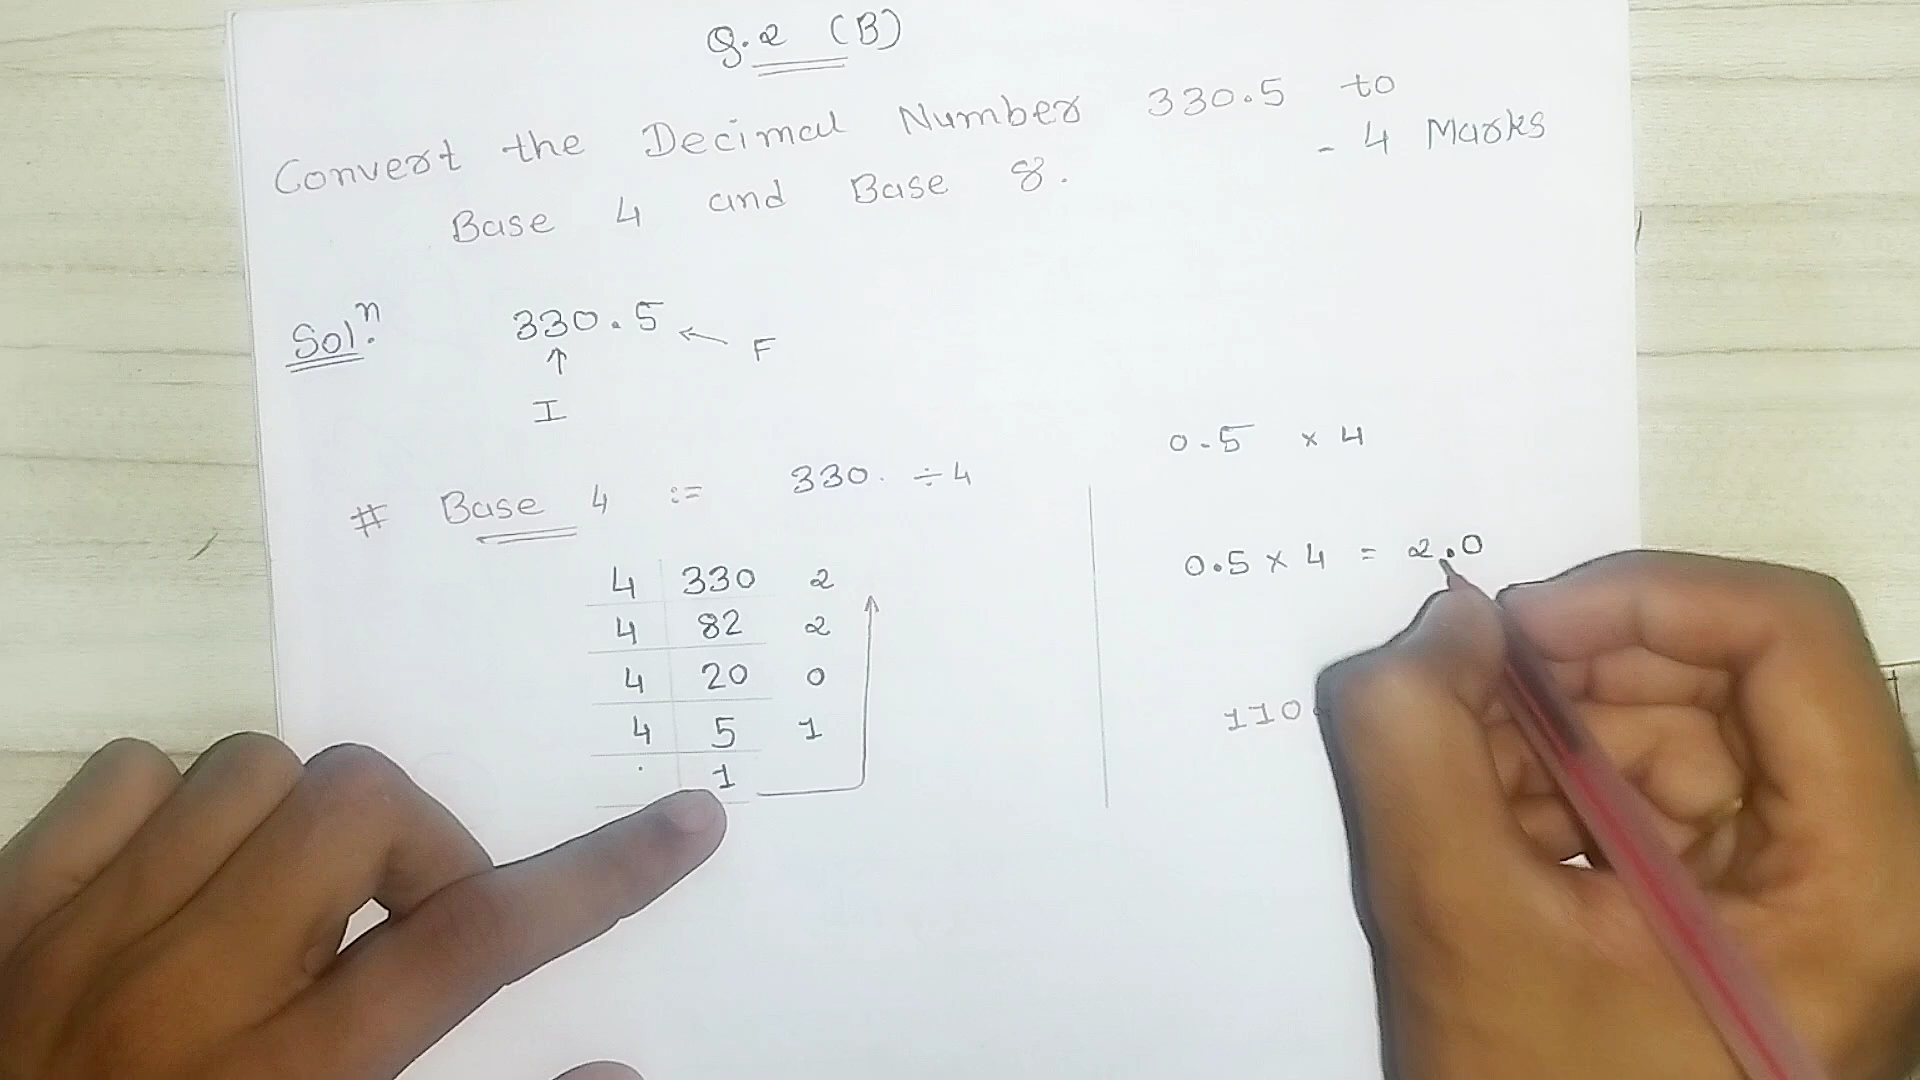 Q.2 (B)
Convert the Decimal Number 330.5 to
Base 4 and Base 8. - 4 Marks
Solⁿ. 330.5 ← F
↑
I
0.5 × 4
# Base 4 := 330. ÷ 4
0.5 × 4 = 2.0
4 330 2
4 82 2
4 20 0
4 5 1
1
110